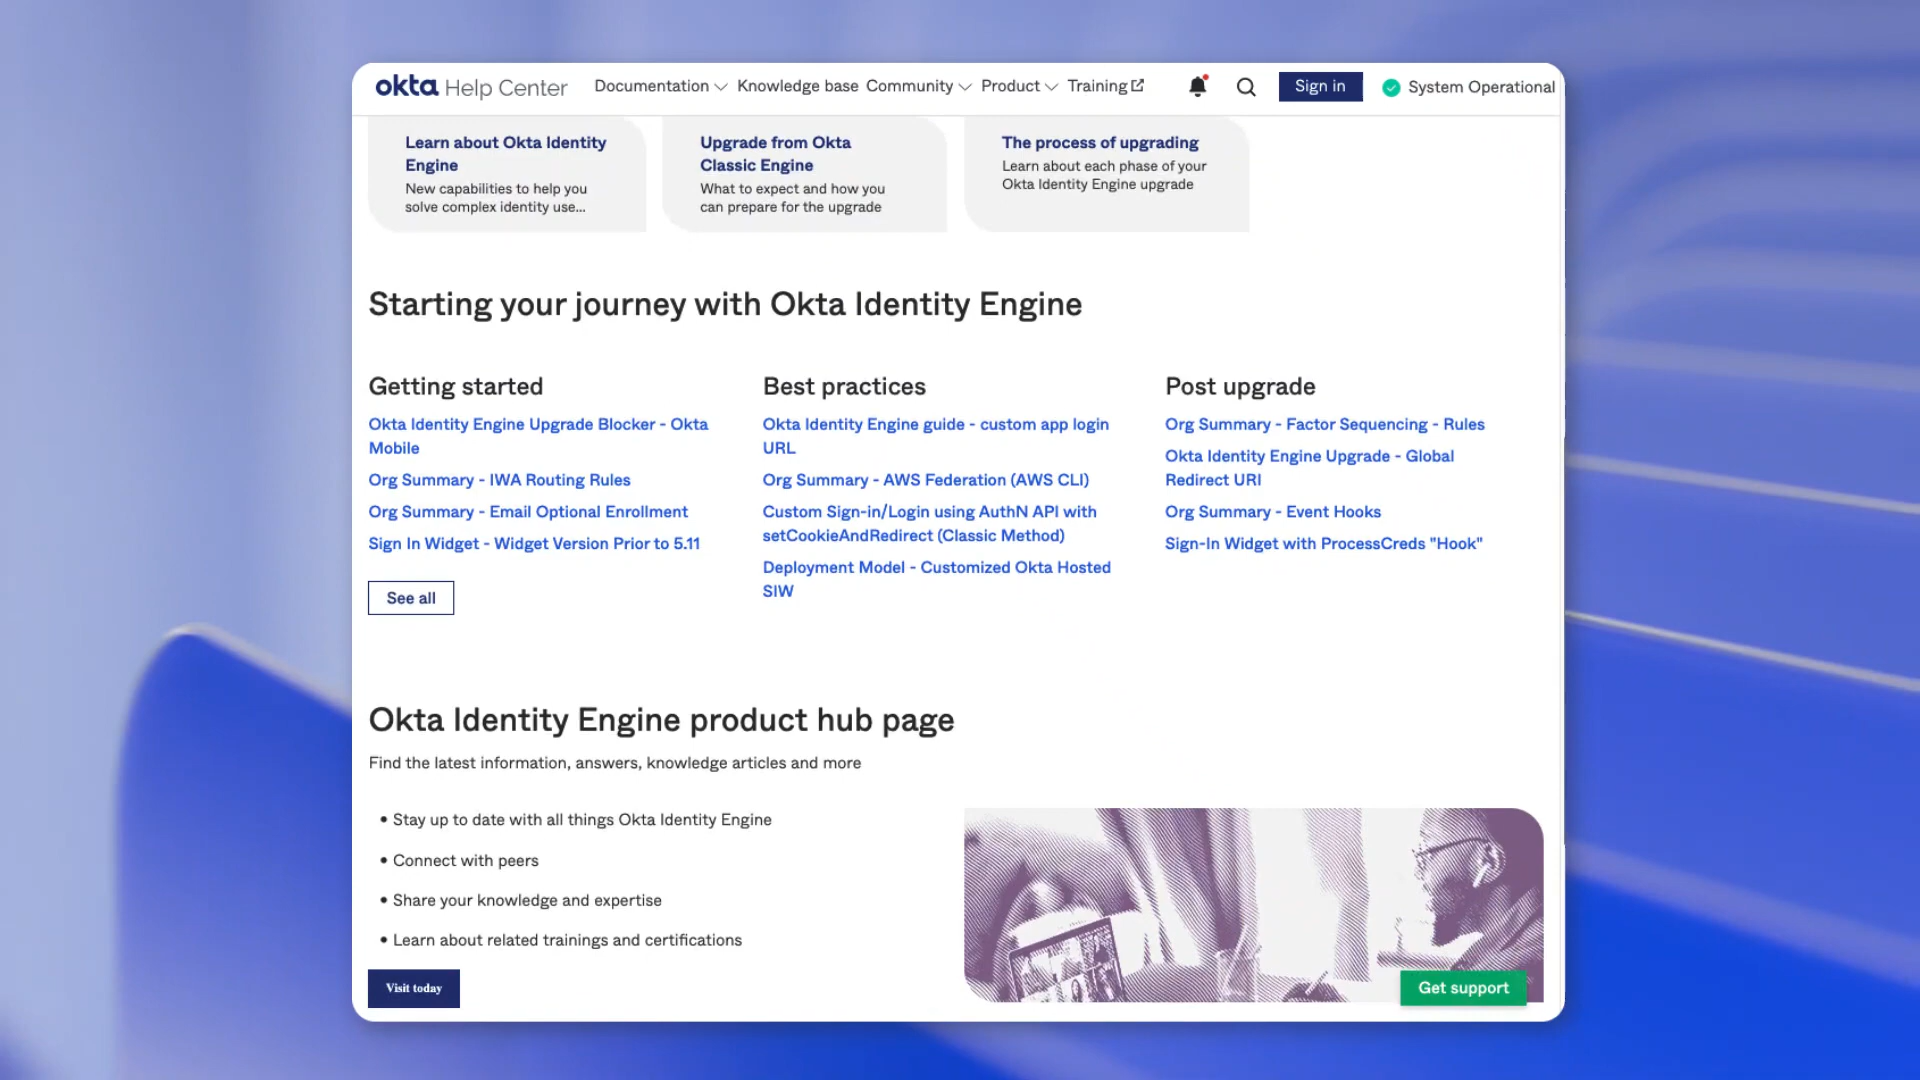 okta Help Center Documentation Knowledge base Community Product Training Sign in System Operational
Learn about Okta Identity
Engine
New capabilities to help you
solve complex identity use...
Upgrade from Okta
Classic Engine
What to expect and how you
can prepare for the upgrade
The process of upgrading
Learn about each phase of your
Okta Identity Engine upgrade
Starting your journey with Okta Identity Engine
Getting started
Okta Identity Engine Upgrade Blocker - Okta
Mobile
Org Summary - IWA Routing Rules
Org Summary - Email Optional Enrollment
Sign In Widget - Widget Version Prior to 5.11
See all
Best practices
Okta Identity Engine guide - custom app login
URL
Org Summary - AWS Federation (AWS CLI)
Custom Sign-in/Login using AuthN API with
setCookieAndRedirect (Classic Method)
Deployment Model - Customized Okta Hosted
SIW
Post upgrade
Org Summary - Factor Sequencing - Rules
Okta Identity Engine Upgrade - Global
Redirect URI
Org Summary - Event Hooks
Sign-In Widget with ProcessCreds "Hook"
Okta Identity Engine product hub page
Find the latest information, answers, knowledge articles and more
• Stay up to date with all things Okta Identity Engine
• Connect with peers
• Share your knowledge and expertise
• Learn about related trainings and certifications
Visit today
Get support